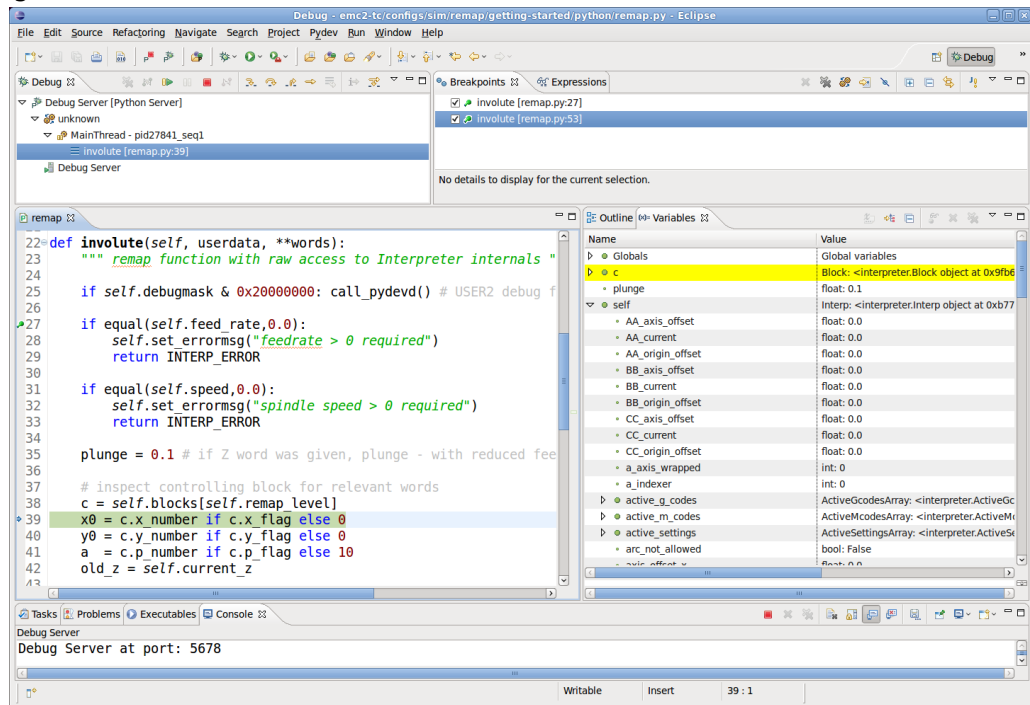 Debug - emc2-tc/configs/sim/remap/getting-started/python/remap.py - Eclipse
File Edit Source Refactoring Navigate Search Project Pydev Run Window Help
Debug
Debug
Debug Server [Python Server]
unknown
MainThread - pid27841_seq1
involute [remap.py:39]
Debug Server
Breakpoints Expressions
involute [remap.py:27]
involute [remap.py:53]
No details to display for the current selection.
remap
22 def involute(self, userdata, **words):
23 """ remap function with raw access to Interpreter internals "
24
25 if self.debugmask & 0x20000000: call_pydevd() # USER2 debug f
26
27 if equal(self.feed_rate,0.0):
28 self.set_errormsg("feedrate > 0 required")
29 return INTERP_ERROR
30
31 if equal(self.speed,0.0):
32 self.set_errormsg("spindle speed > 0 required")
33 return INTERP_ERROR
34
35 plunge = 0.1 # if Z word was given, plunge - with reduced fee
36
37 # inspect controlling block for relevant words
38 c = self.blocks[self.remap_level]
39 x0 = c.x_number if c.x_flag else 0
40 y0 = c.y_number if c.y_flag else 0
41 a = c.p_number if c.p_flag else 10
42 old_z = self.current_z
43
Outline Variables
Name Value
Globals Global variables
c Block: <interpreter.Block object at 0x9fb6
plunge float: 0.1
self Interp: <interpreter.Interp object at 0xb77
AA_axis_offset float: 0.0
AA_current float: 0.0
AA_origin_offset float: 0.0
BB_axis_offset float: 0.0
BB_current float: 0.0
BB_origin_offset float: 0.0
CC_axis_offset float: 0.0
CC_current float: 0.0
CC_origin_offset float: 0.0
a_axis_wrapped int: 0
a_indexer int: 0
active_g_codes ActiveGcodesArray: <interpreter.ActiveGc
active_m_codes ActiveMcodesArray: <interpreter.ActiveMc
active_settings ActiveSettingsArray: <interpreter.ActiveSe
arc_not_allowed bool: False
axis_offset_x float: 0.0
Tasks Problems Executables Console
Debug Server
Debug Server at port: 5678
Writable Insert 39 : 1